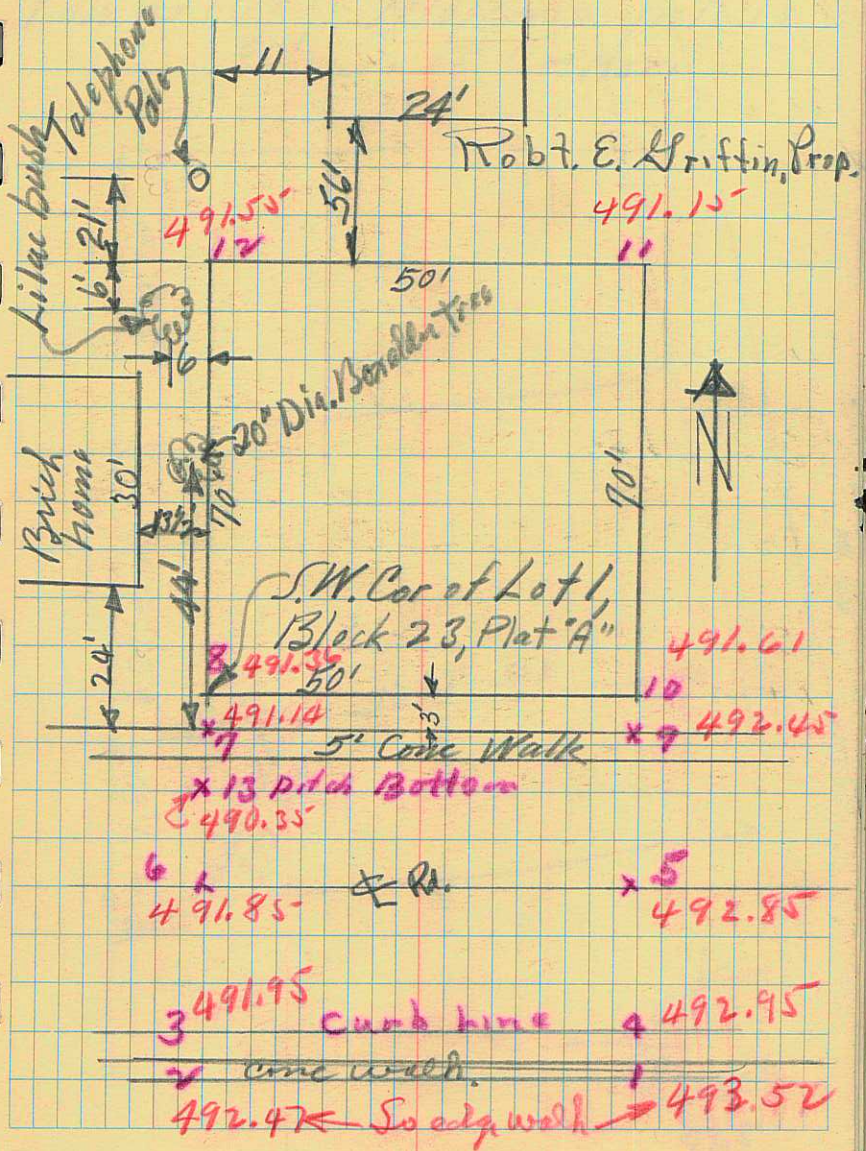 Telephone
Pole
11
24'
Robt. E. Griffin, Prop.
Lilac bush
21'
6'
56'
491.55
12
491.15
11
50'
6
20" Dia. Boxelder Tree
N
Brick
home
30'
13½'
70'
70'
44'
24'
S.W. Cor of Lot 1,
Block 23, Plat "A"
8 491.36
50'
491.61
10
491.14
7
3'
9 492.45
5' Conc Walk
13 Ditch Bottom
490.35
6
5
℄ Rd.
491.85
492.85
491.95
3
Curb Line
4 492.95
2
conc walk.
1
492.47
So edge walk
493.52